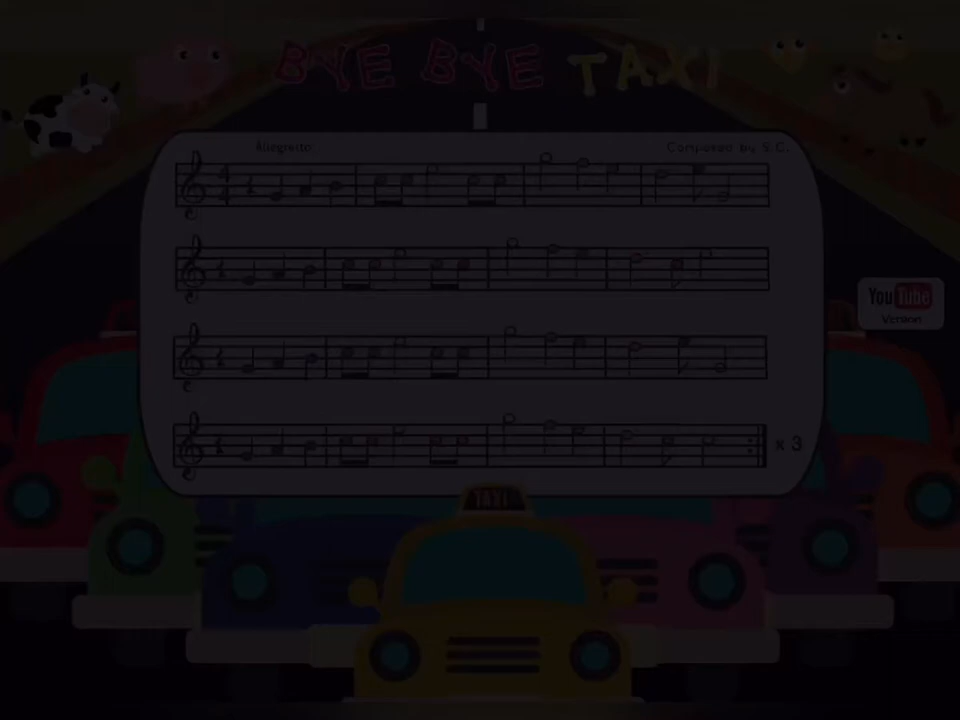 BYE BYE TAXI
Allegretto
Composed by S.C.
YouTube
Version
x 3
TAXI